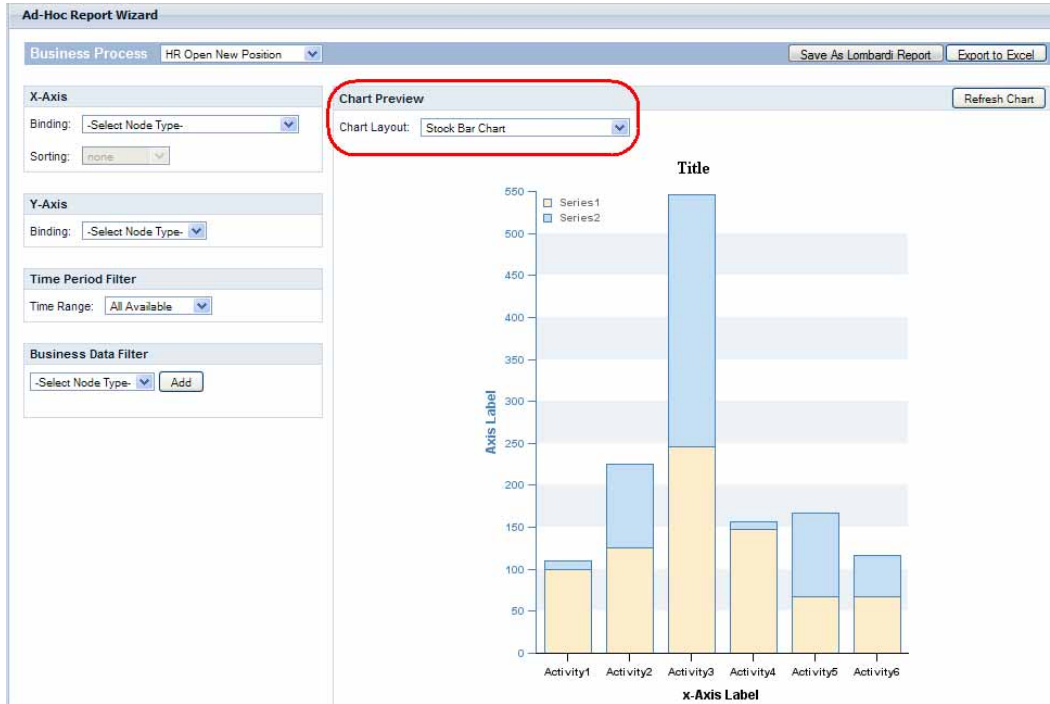 Ad-Hoc Report Wizard
Business Process HR Open New Position Save As Lombardi Report Export to Excel
X-Axis
Binding: -Select Node Type-
Sorting: none
Y-Axis
Binding: -Select Node Type-
Time Period Filter
Time Range: All Available
Business Data Filter
-Select Node Type- Add
Chart Preview Refresh Chart
Chart Layout: Stock Bar Chart
Title
Series1
Series2
Axis Label
550
500
450
400
350
300
250
200
150
100
50
0
Activity1 Activity2 Activity3 Activity4 Activity5 Activity6
x-Axis Label